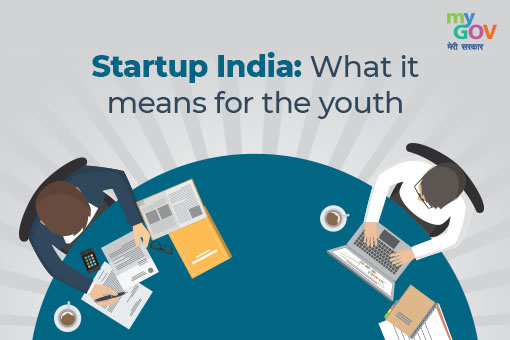 my
GOV
मेरी सरकार
Startup India: What it
means for the youth